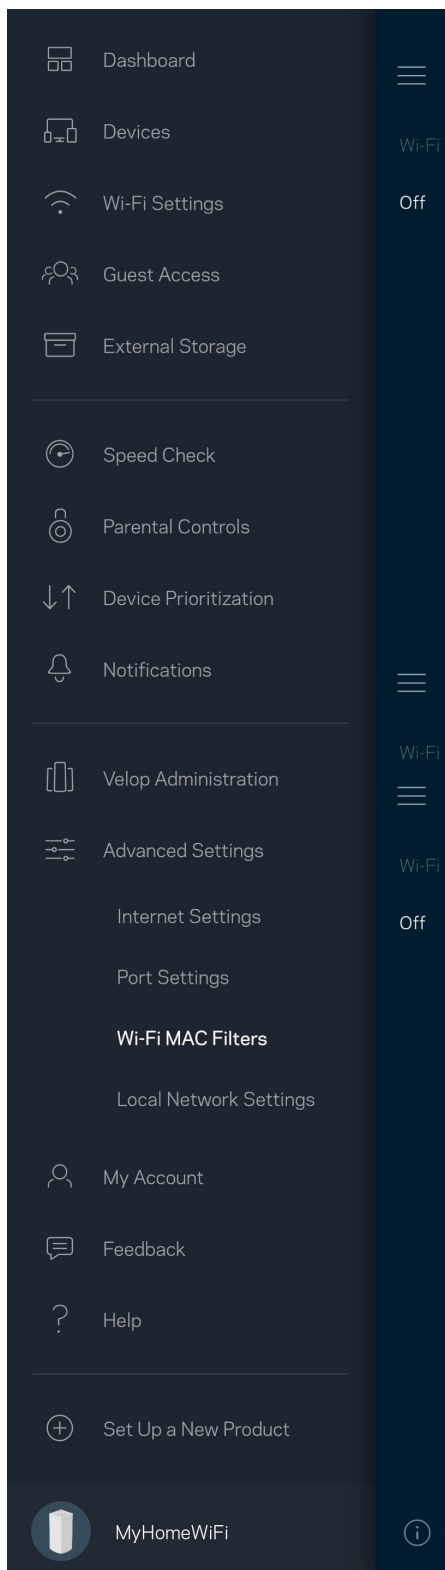 Dashboard
Devices
Wi-Fi
Wi-Fi Settings
Off
Guest Access
External Storage
Speed Check
Parental Controls
Device Prioritization
Notifications
Wi-Fi
Velop Administration
Advanced Settings
Wi-Fi
Internet Settings
Off
Port Settings
Wi-Fi MAC Filters
Local Network Settings
My Account
Feedback
Help
Set Up a New Product
MyHomeWiFi